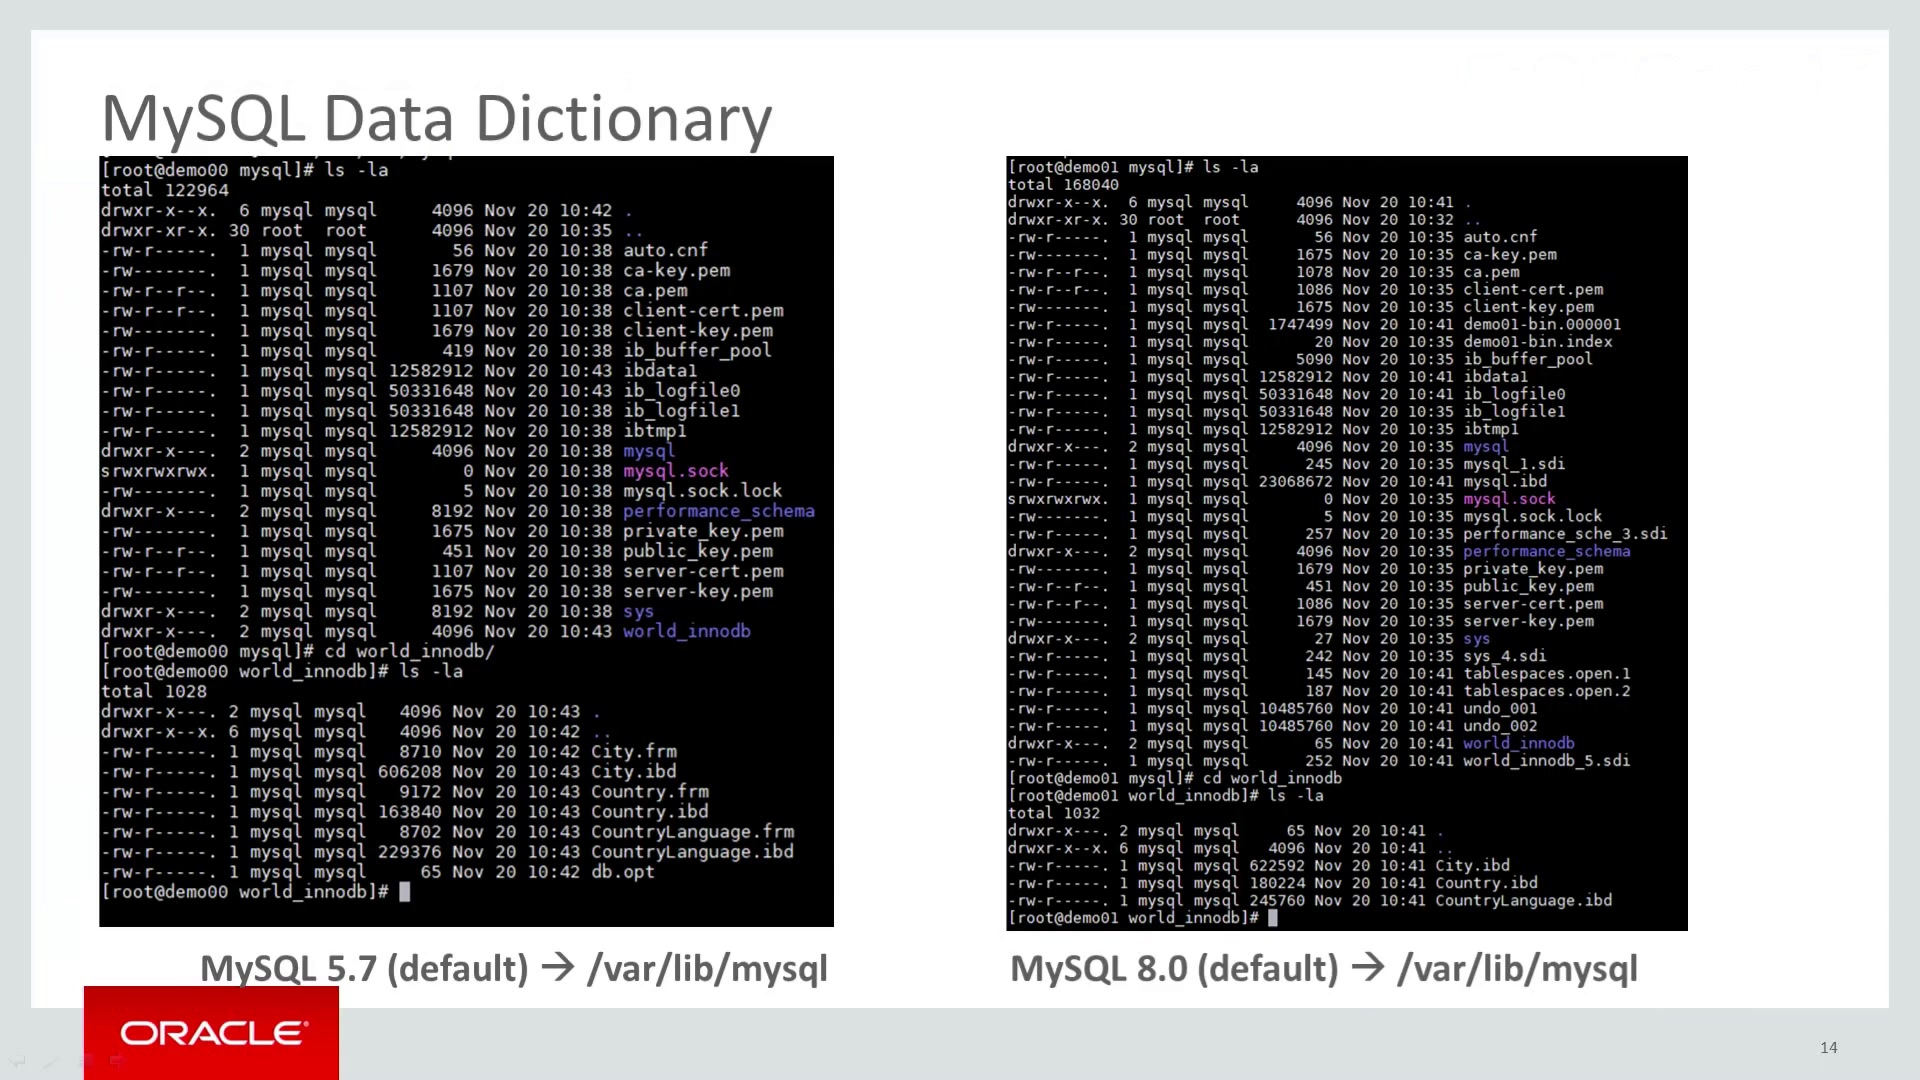 MySQL Data Dictionary
[root@demo00 mysql]# ls -la
total 122964
drwxr-x--x.  6 mysql mysql     4096 Nov 20 10:42 .
drwxr-xr-x. 30 root  root      4096 Nov 20 10:35 ..
-rw-r-----.  1 mysql mysql       56 Nov 20 10:38 auto.cnf
-rw-------.  1 mysql mysql     1679 Nov 20 10:38 ca-key.pem
-rw-r--r--.  1 mysql mysql     1107 Nov 20 10:38 ca.pem
-rw-r--r--.  1 mysql mysql     1107 Nov 20 10:38 client-cert.pem
-rw-------.  1 mysql mysql     1679 Nov 20 10:38 client-key.pem
-rw-r-----.  1 mysql mysql      419 Nov 20 10:38 ib_buffer_pool
-rw-r-----.  1 mysql mysql 12582912 Nov 20 10:43 ibdata1
-rw-r-----.  1 mysql mysql 50331648 Nov 20 10:43 ib_logfile0
-rw-r-----.  1 mysql mysql 50331648 Nov 20 10:38 ib_logfile1
-rw-r-----.  1 mysql mysql 12582912 Nov 20 10:38 ibtmp1
drwxr-x---.  2 mysql mysql     4096 Nov 20 10:38 mysql
srwxrwxrwx.  1 mysql mysql        0 Nov 20 10:38 mysql.sock
-rw-------.  1 mysql mysql        5 Nov 20 10:38 mysql.sock.lock
drwxr-x---.  2 mysql mysql     8192 Nov 20 10:38 performance_schema
-rw-------.  1 mysql mysql     1675 Nov 20 10:38 private_key.pem
-rw-r--r--.  1 mysql mysql      451 Nov 20 10:38 public_key.pem
-rw-r--r--.  1 mysql mysql     1107 Nov 20 10:38 server-cert.pem
-rw-------.  1 mysql mysql     1675 Nov 20 10:38 server-key.pem
drwxr-x---.  2 mysql mysql     8192 Nov 20 10:38 sys
drwxr-x---.  2 mysql mysql     4096 Nov 20 10:43 world_innodb
[root@demo00 mysql]# cd world_innodb/
[root@demo00 world_innodb]# ls -la
total 1028
drwxr-x---. 2 mysql mysql   4096 Nov 20 10:43 .
drwxr-x--x. 6 mysql mysql   4096 Nov 20 10:42 ..
-rw-r-----. 1 mysql mysql   8710 Nov 20 10:42 City.frm
-rw-r-----. 1 mysql mysql 606208 Nov 20 10:43 City.ibd
-rw-r-----. 1 mysql mysql   9172 Nov 20 10:43 Country.frm
-rw-r-----. 1 mysql mysql 163840 Nov 20 10:43 Country.ibd
-rw-r-----. 1 mysql mysql   8702 Nov 20 10:43 CountryLanguage.frm
-rw-r-----. 1 mysql mysql 229376 Nov 20 10:43 CountryLanguage.ibd
-rw-r-----. 1 mysql mysql     65 Nov 20 10:42 db.opt
[root@demo00 world_innodb]#
MySQL 5.7 (default) → /var/lib/mysql
[root@demo01 mysql]# ls -la
total 168040
drwxr-x--x.  6 mysql mysql     4096 Nov 20 10:41 .
drwxr-xr-x. 30 root  root      4096 Nov 20 10:32 ..
-rw-r-----.  1 mysql mysql       56 Nov 20 10:35 auto.cnf
-rw-------.  1 mysql mysql     1675 Nov 20 10:35 ca-key.pem
-rw-r--r--.  1 mysql mysql     1078 Nov 20 10:35 ca.pem
-rw-r--r--.  1 mysql mysql     1086 Nov 20 10:35 client-cert.pem
-rw-------.  1 mysql mysql     1675 Nov 20 10:35 client-key.pem
-rw-r-----.  1 mysql mysql  1747499 Nov 20 10:41 demo01-bin.000001
-rw-r-----.  1 mysql mysql       20 Nov 20 10:35 demo01-bin.index
-rw-r-----.  1 mysql mysql     5090 Nov 20 10:35 ib_buffer_pool
-rw-r-----.  1 mysql mysql 12582912 Nov 20 10:41 ibdata1
-rw-r-----.  1 mysql mysql 50331648 Nov 20 10:41 ib_logfile0
-rw-r-----.  1 mysql mysql 50331648 Nov 20 10:35 ib_logfile1
-rw-r-----.  1 mysql mysql 12582912 Nov 20 10:35 ibtmp1
drwxr-x---.  2 mysql mysql     4096 Nov 20 10:35 mysql
-rw-r-----.  1 mysql mysql      245 Nov 20 10:35 mysql_1.sdi
-rw-r-----.  1 mysql mysql 23068672 Nov 20 10:41 mysql.ibd
srwxrwxrwx.  1 mysql mysql        0 Nov 20 10:35 mysql.sock
-rw-------.  1 mysql mysql        5 Nov 20 10:35 mysql.sock.lock
-rw-r-----.  1 mysql mysql      257 Nov 20 10:35 performance_sche_3.sdi
drwxr-x---.  2 mysql mysql     4096 Nov 20 10:35 performance_schema
-rw-------.  1 mysql mysql     1679 Nov 20 10:35 private_key.pem
-rw-r--r--.  1 mysql mysql      451 Nov 20 10:35 public_key.pem
-rw-r--r--.  1 mysql mysql     1086 Nov 20 10:35 server-cert.pem
-rw-------.  1 mysql mysql     1679 Nov 20 10:35 server-key.pem
drwxr-x---.  2 mysql mysql       27 Nov 20 10:35 sys
-rw-r-----.  1 mysql mysql      242 Nov 20 10:35 sys_4.sdi
-rw-r-----.  1 mysql mysql      145 Nov 20 10:41 tablespaces.open.1
-rw-r-----.  1 mysql mysql      187 Nov 20 10:41 tablespaces.open.2
-rw-r-----.  1 mysql mysql 10485760 Nov 20 10:41 undo_001
-rw-r-----.  1 mysql mysql 10485760 Nov 20 10:41 undo_002
drwxr-x---.  2 mysql mysql       65 Nov 20 10:41 world_innodb
-rw-r-----.  1 mysql mysql      252 Nov 20 10:41 world_innodb_5.sdi
[root@demo01 mysql]# cd world_innodb
[root@demo01 world_innodb]# ls -la
total 1032
drwxr-x---. 2 mysql mysql     65 Nov 20 10:41 .
drwxr-x--x. 6 mysql mysql   4096 Nov 20 10:41 ..
-rw-r-----. 1 mysql mysql 622592 Nov 20 10:41 City.ibd
-rw-r-----. 1 mysql mysql 180224 Nov 20 10:41 Country.ibd
-rw-r-----. 1 mysql mysql 245760 Nov 20 10:41 CountryLanguage.ibd
[root@demo01 world_innodb]#
MySQL 8.0 (default) → /var/lib/mysql
ORACLE®
14